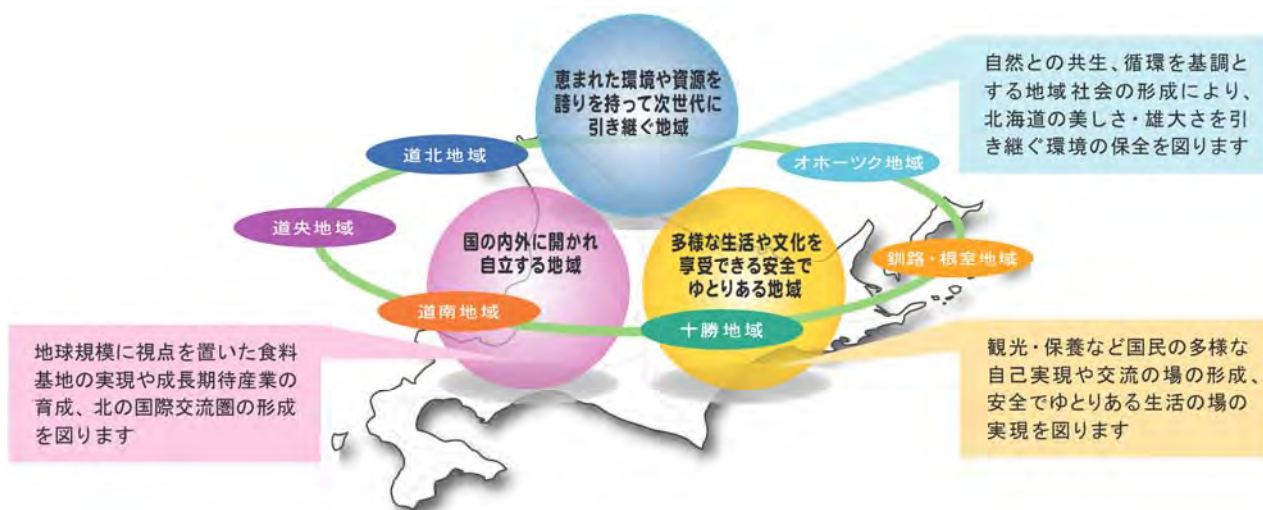 恵まれた環境や資源を
誇りを持って次世代に
引き継ぐ地域
自然との共生、循環を基調と
する地域社会の形成により、
北海道の美しさ・雄大さを引
き継ぐ環境の保全を図ります
道北地域
オホーツク地域
道央地域
国の内外に開かれ
自立する地域
多様な生活や文化を
享受できる安全で
ゆとりある地域
釧路・根室地域
道南地域
十勝地域
地球規模に視点を置いた食料
基地の実現や成長期待産業の
育成、北の国際交流圏の形成
を図ります
観光・保養など国民の多様な
自己実現や交流の場の形成、
安全でゆとりある生活の場の
実現を図ります